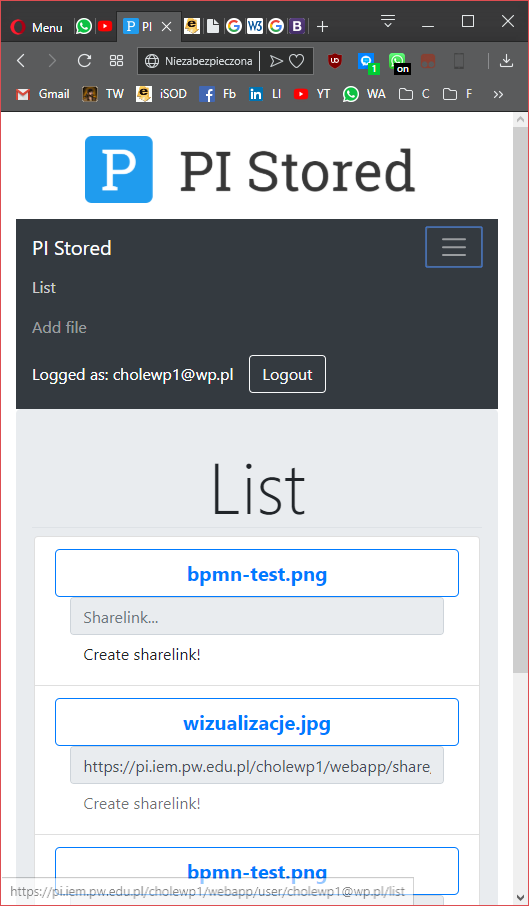 Menu
PI
Niezabezpieczona
1
on
Gmail
TW
iSOD
Fb
LI
YT
WA
C
F
P PI Stored
PI Stored
List
Add file
Logged as: cholewp1@wp.pl
Logout
List
bpmn-test.png
Sharelink...
Create sharelink!
wizualizacje.jpg
https://pi.iem.pw.edu.pl/cholewp1/webapp/share
Create sharelink!
bpmn-test.png
https://pi.iem.pw.edu.pl/cholewp1/webapp/user/cholewp1@wp.pl/list